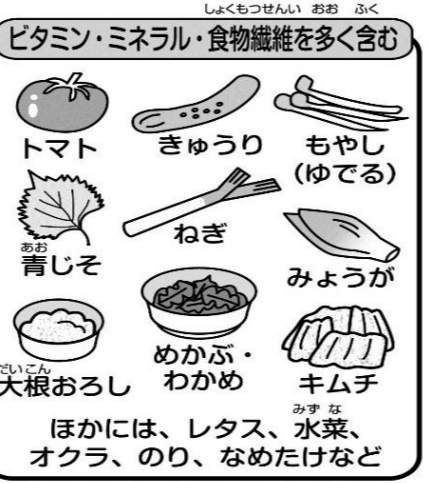 しょくもつせんい おお ふく
ビタミン・ミネラル・食物繊維を多く含む
トマト
きゅうり
もやし
(ゆでる)
あお
青じそ
ねぎ
みょうが
だいこん
大根おろし
めかぶ・
わかめ
キムチ
みず な
ほかには、レタス、水菜、
オクラ、のり、なめたけなど